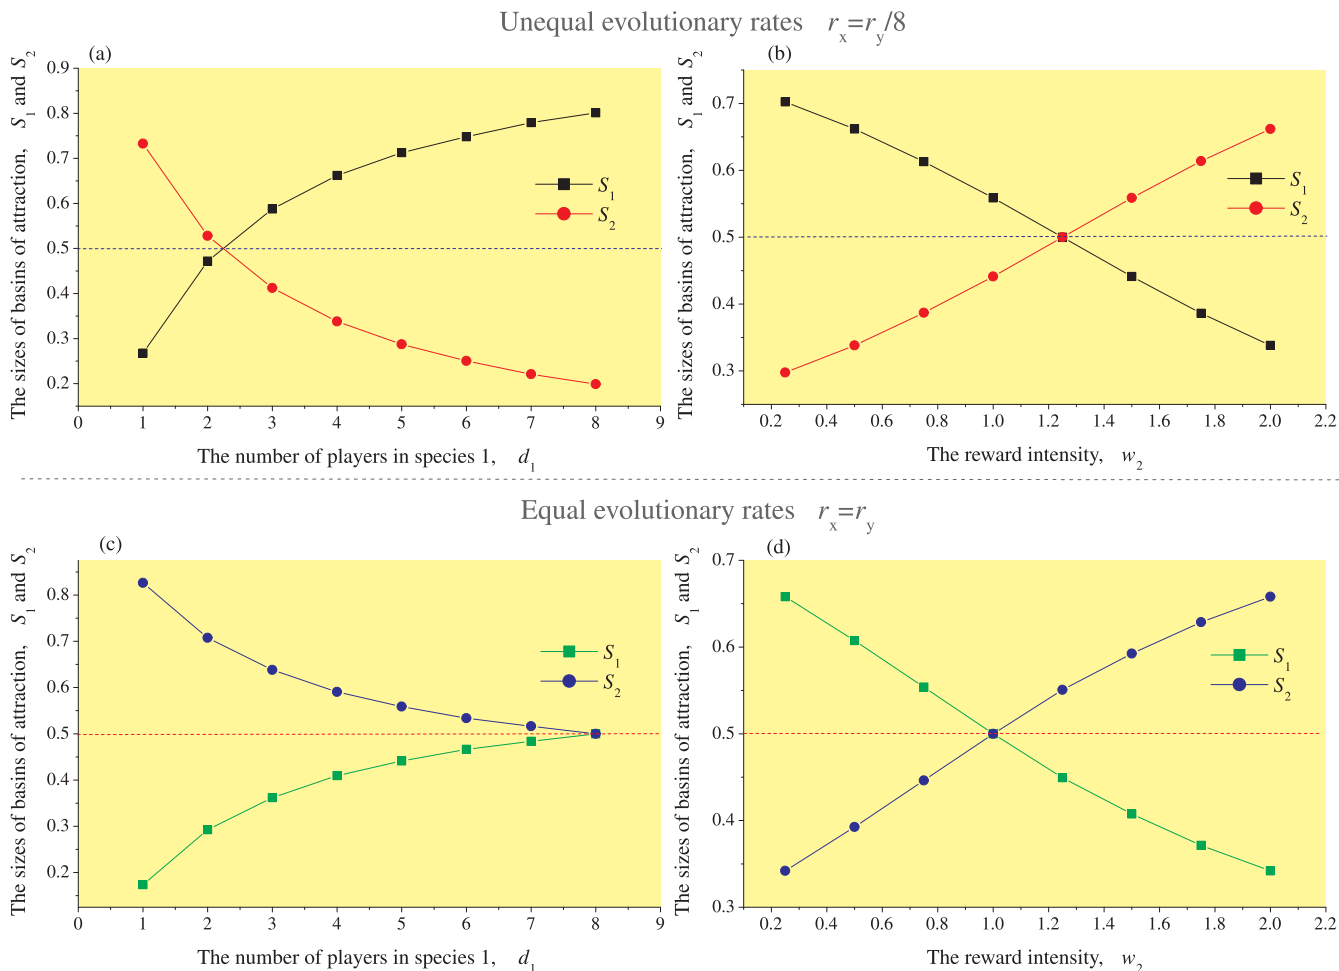 Unequal evolutionary rates r_x=r_y/8
(a)
The sizes of basins of attraction, S_1 and S_2
0.9
0.8
0.7
0.6
0.5
0.4
0.3
0.2
S_1
S_2
0 1 2 3 4 5 6 7 8 9
The number of players in species 1, d_1
(b)
The sizes of basins of attraction, S_1 and S_2
0.7
0.6
0.5
0.4
0.3
S_1
S_2
0.2 0.4 0.6 0.8 1.0 1.2 1.4 1.6 1.8 2.0 2.2
The reward intensity, w_2
Equal evolutionary rates r_x=r_y
(c)
The sizes of basins of attraction, S_1 and S_2
0.8
0.7
0.6
0.5
0.4
0.3
0.2
S_1
S_2
0 1 2 3 4 5 6 7 8 9
The number of players in species 1, d_1
(d)
The sizes of basins of attraction, S_1 and S_2
0.7
0.6
0.5
0.4
0.3
S_1
S_2
0.2 0.4 0.6 0.8 1.0 1.2 1.4 1.6 1.8 2.0 2.2
The reward intensity, w_2